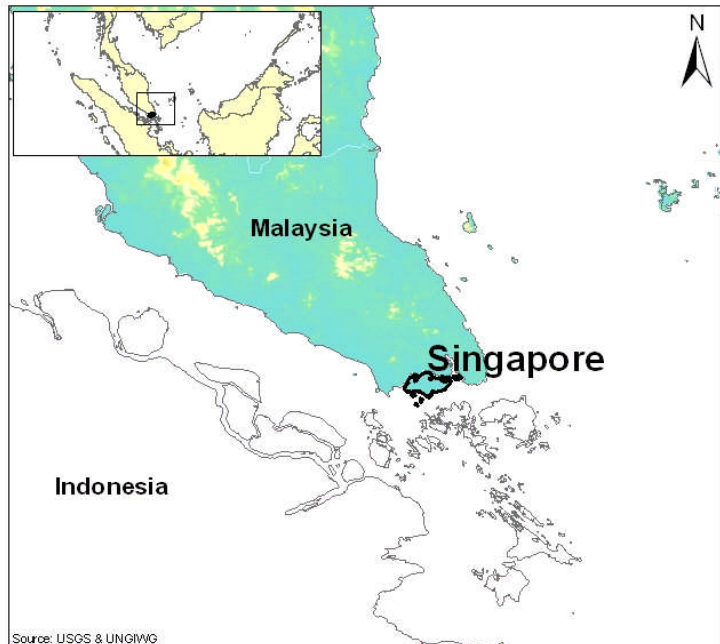 N
Malaysia
Singapore
Indonesia
Source: USGS & UNGIWG